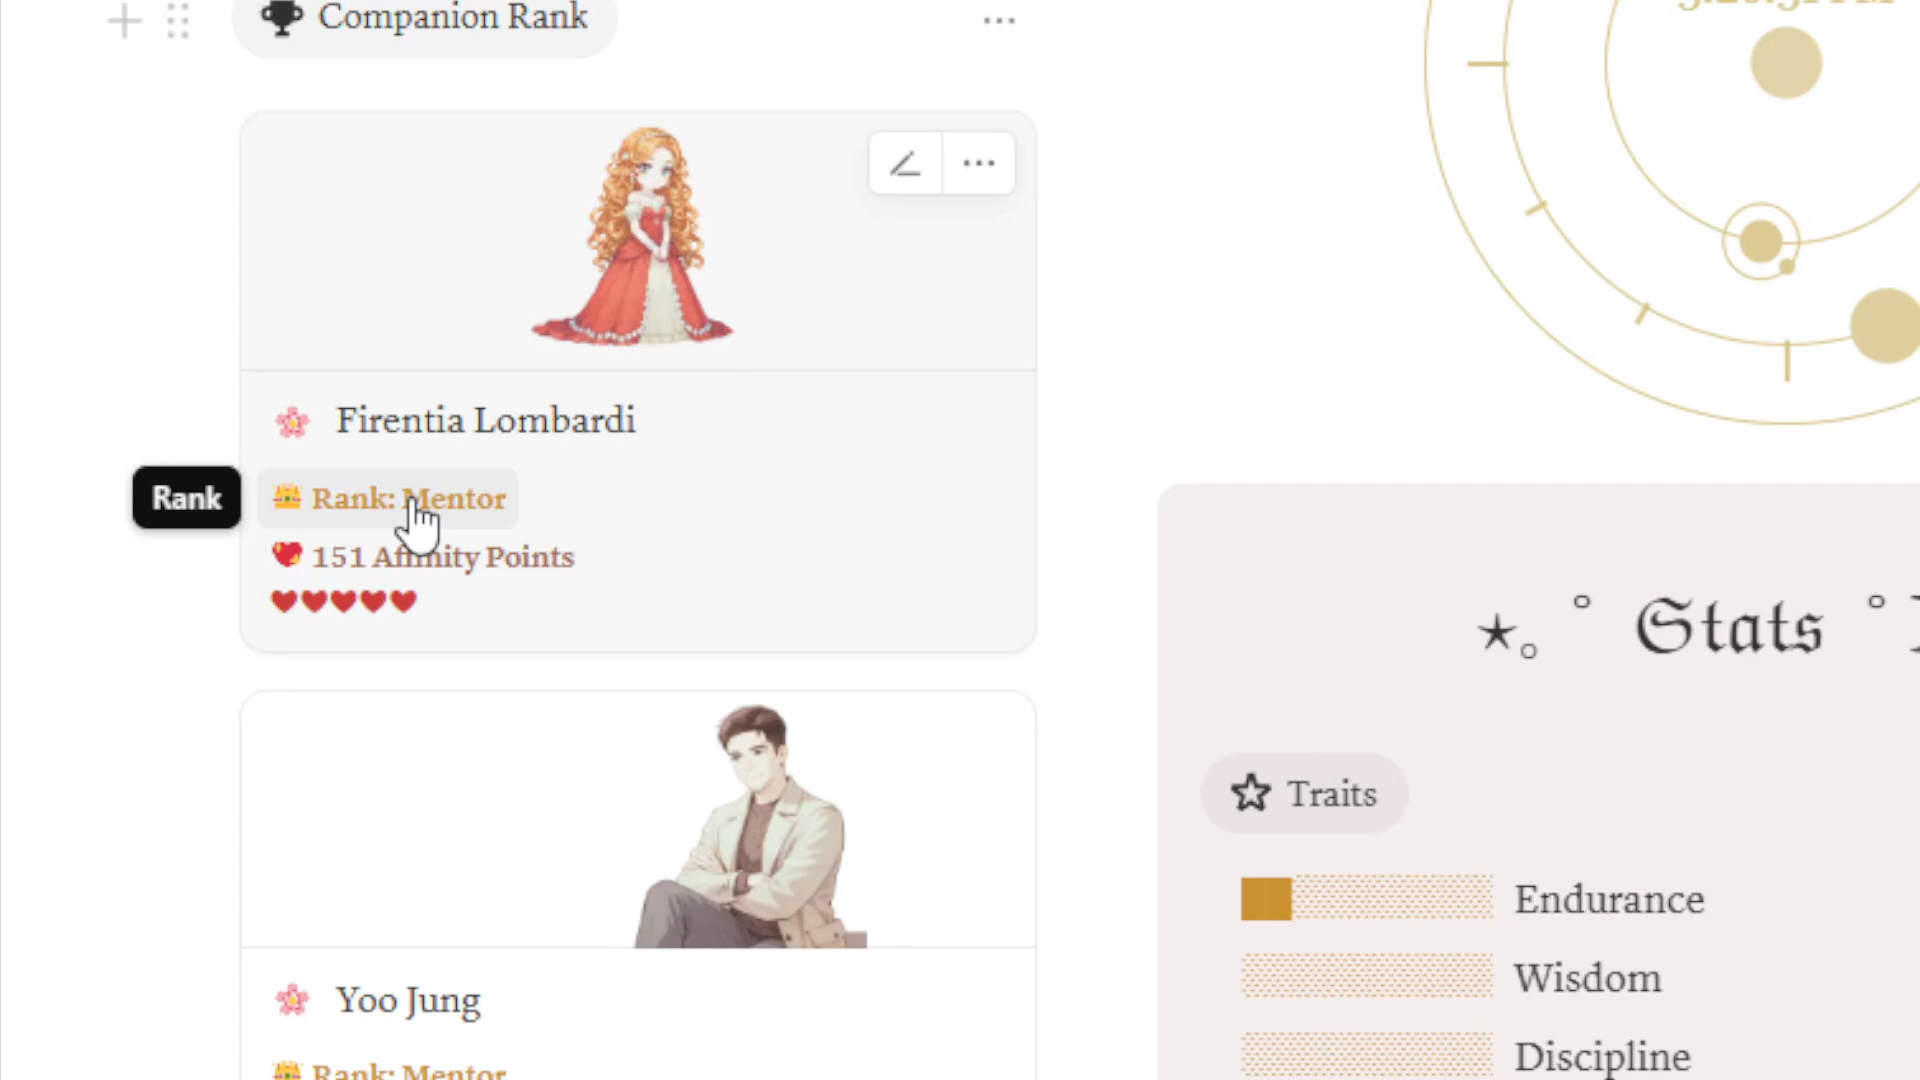 Companion Rank
Firentia Lombardi
Rank
Rank: Mentor
151 Affinity Points
Yoo Jung
Rank: Mentor
Stats
Traits
Endurance
Wisdom
Discipline